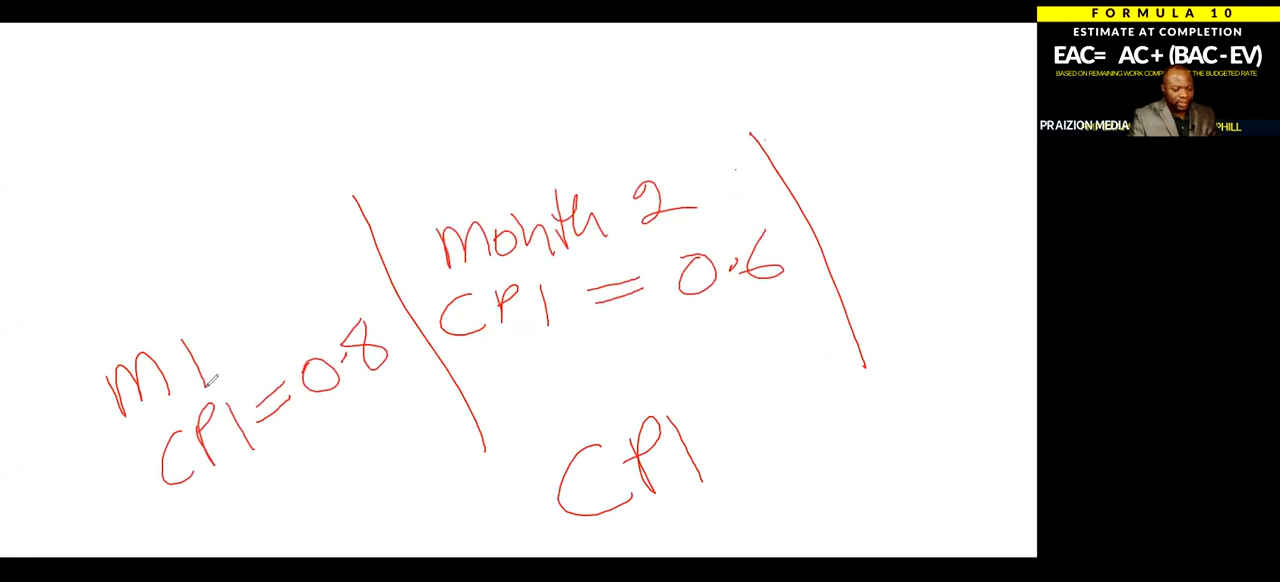 FORMULA 10
ESTIMATE AT COMPLETION
EAC= AC + (BAC - EV)
PRAIZION MEDIA
PHILL
Month 2
CPI = 0.6
M1
CPI = 0.8
CPI